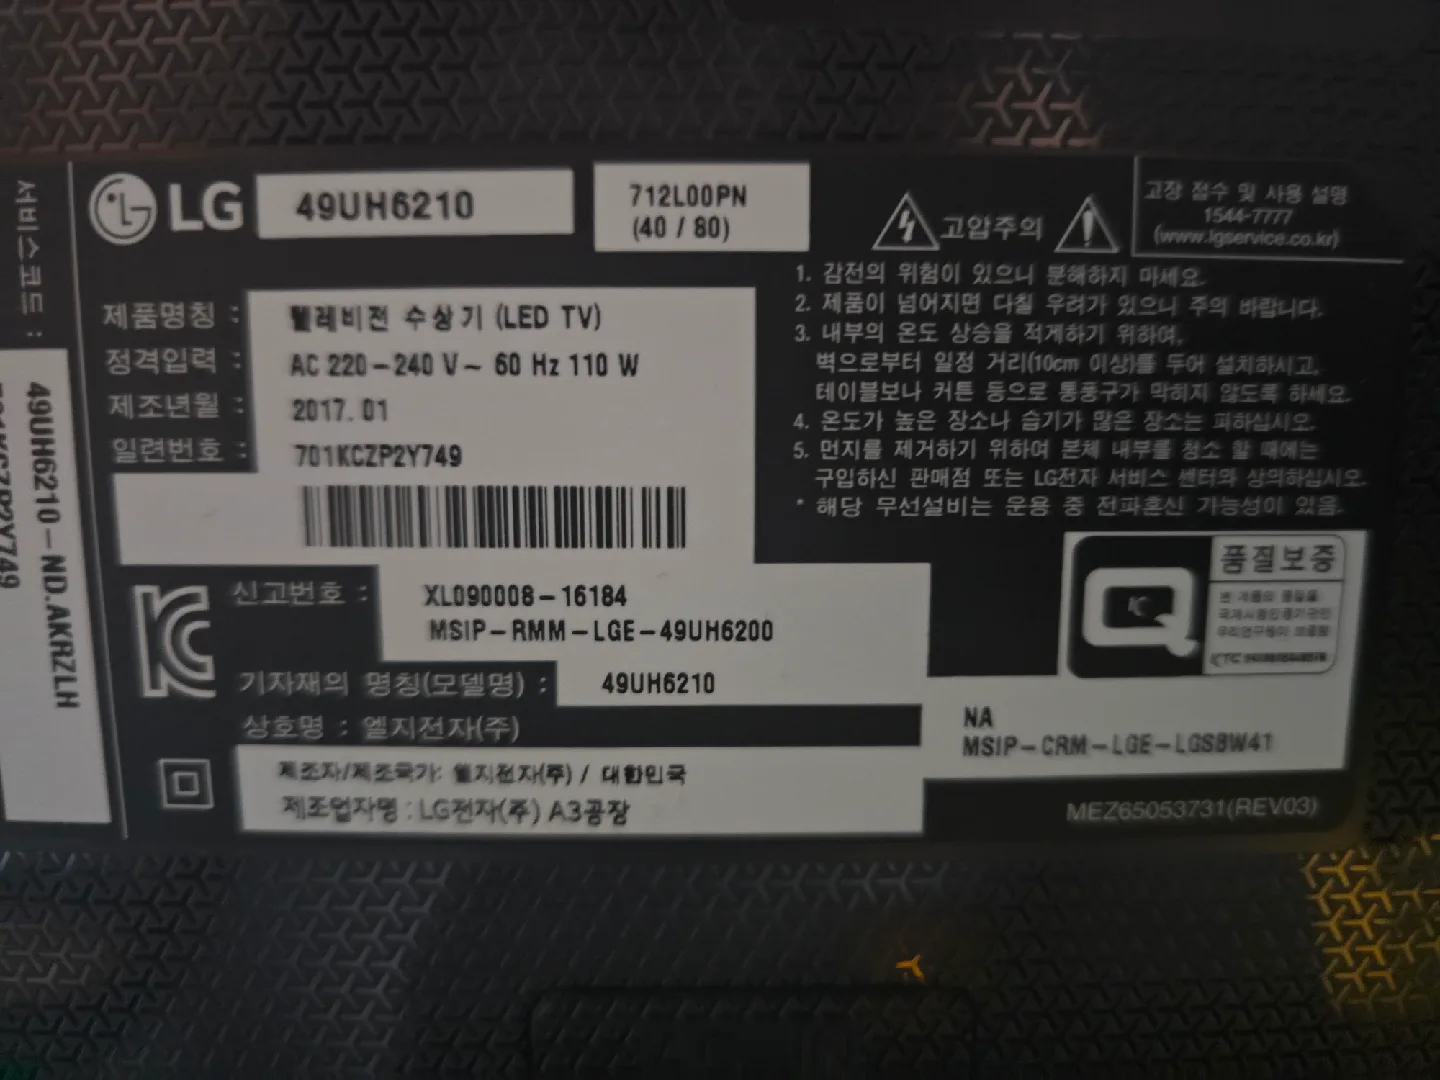 서비스코드 :
49UH6210-ND.AKRZLH
701KCZP2Y749
LG 49UH6210
712L00PN
(40 / 80)
제품명칭 : 텔레비전 수상기 (LED TV)
정격입력 : AC 220-240 V~ 60 Hz 110 W
제조년월 : 2017. 01
일련번호 : 701KCZP2Y749
신고번호 : XL090008-16184
MSIP-RMM-LGE-49UH6200
기자재의 명칭(모델명) : 49UH6210
상호명 : 엘지전자(주)
제조자/제조국가: 엘지전자(주) / 대한민국
제조업자명 : LG전자(주) A3공장
고압주의
고장 접수 및 사용 설명
1544-7777
(www.lgservice.co.kr)
1. 감전의 위험이 있으니 분해하지 마세요.
2. 제품이 넘어지면 다칠 우려가 있으니 주의 바랍니다.
3. 내부의 온도 상승을 적게하기 위하여,
벽으로부터 일정 거리(10cm 이상)를 두어 설치하시고,
테이블보나 커튼 등으로 통풍구가 막히지 않도록 하세요.
4. 온도가 높은 장소나 습기가 많은 장소는 피하십시오.
5. 먼지를 제거하기 위하여 본체 내부를 청소 할 때에는
구입하신 판매점 또는 LG전자 서비스 센터와 상의하십시오.
* 해당 무선설비는 운용 중 전파혼신 가능성이 있음.
품질보증
NA
MSIP-CRM-LGE-LGSBW41
MEZ65053731(REV03)